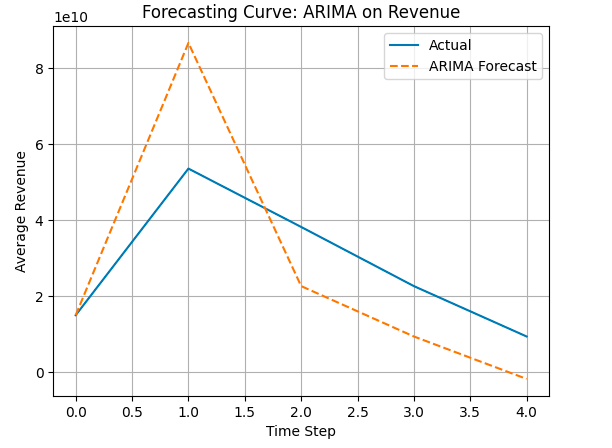 Forecasting Curve: ARIMA on Revenue
1e10
Actual
ARIMA Forecast
8
6
4
2
0
Average Revenue
0.0 0.5 1.0 1.5 2.0 2.5 3.0 3.5 4.0
Time Step